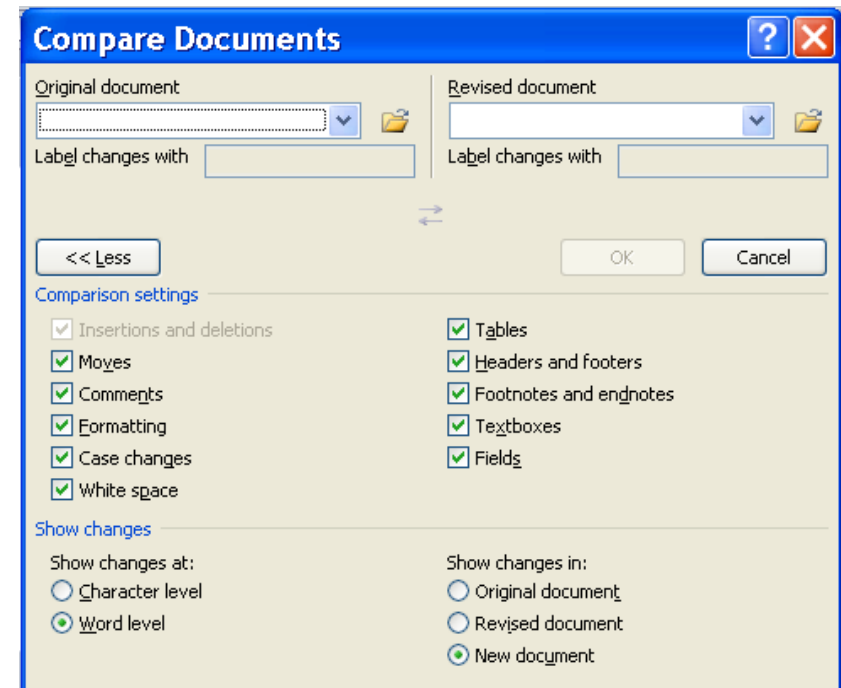 Compare Documents
Original document
Revised document
Label changes with
Label changes with
<< Less
OK
Cancel
Comparison settings
Insertions and deletions
Tables
Moves
Headers and footers
Comments
Footnotes and endnotes
Formatting
Textboxes
Case changes
Fields
White space
Show changes
Show changes at:
Show changes in:
Character level
Original document
Word level
Revised document
New document